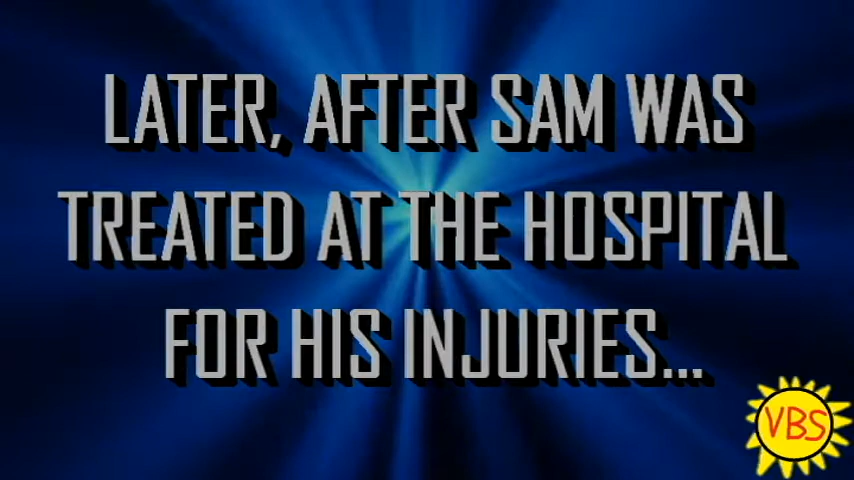 LATER, AFTER SAM WAS
TREATED AT THE HOSPITAL
FOR HIS INJURIES...
VBS